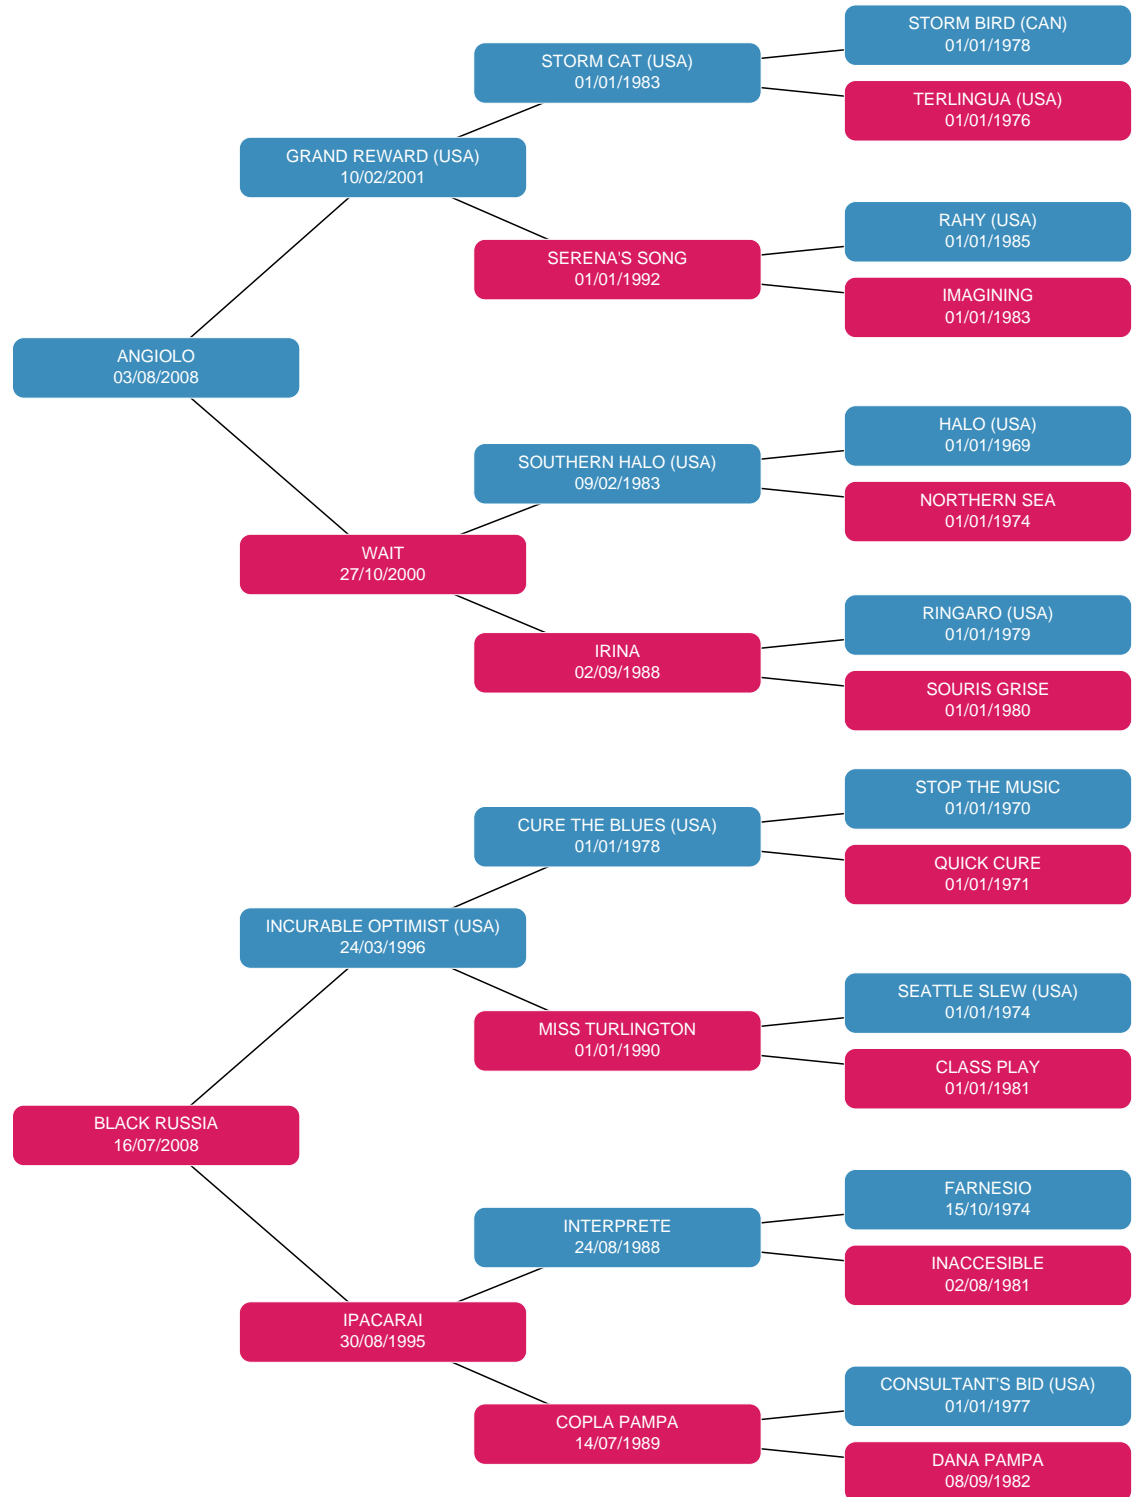 STORM BIRD (CAN)
01/01/1978
STORM CAT (USA)
01/01/1983
TERLINGUA (USA)
01/01/1976
GRAND REWARD (USA)
10/02/2001
RAHY (USA)
01/01/1985
SERENA'S SONG
01/01/1992
IMAGINING
01/01/1983
ANGIOLO
03/08/2008
HALO (USA)
01/01/1969
SOUTHERN HALO (USA)
09/02/1983
NORTHERN SEA
01/01/1974
WAIT
27/10/2000
RINGARO (USA)
01/01/1979
IRINA
02/09/1988
SOURIS GRISE
01/01/1980
STOP THE MUSIC
01/01/1970
CURE THE BLUES (USA)
01/01/1978
QUICK CURE
01/01/1971
INCURABLE OPTIMIST (USA)
24/03/1996
SEATTLE SLEW (USA)
01/01/1974
MISS TURLINGTON
01/01/1990
CLASS PLAY
01/01/1981
BLACK RUSSIA
16/07/2008
FARNESIO
15/10/1974
INTERPRETE
24/08/1988
INACCESIBLE
02/08/1981
IPACARAI
30/08/1995
CONSULTANT'S BID (USA)
01/01/1977
COPLA PAMPA
14/07/1989
DANA PAMPA
08/09/1982